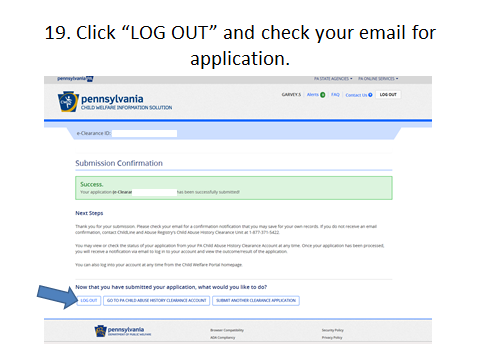 19. Click “LOG OUT” and check your email for
application.
pennsylvania PA
PA STATE AGENCIES PA ONLINE SERVICES
pennsylvania
CHILD WELFARE INFORMATION SOLUTION
GARVEY.S Alerts FAQ Contact Us LOG OUT
e-Clearance ID:
Submission Confirmation
Success.
Your application (e-Clearan has been successfully submitted!
Next Steps
Thank you for your submission. Please check your email for a confirmation notification that you may save for your own records. If you do not receive an email
confirmation, contact ChildLine and Abuse Registry's Child Abuse History Clearance Unit at 1-877-371-5422.
You may view or check the status of your application from your PA Child Abuse History Clearance Account at any time. Once your application has been processed,
you will receive a notification via email to log in to your account and view the outcome/result of the application.
You can also log into your account at any time from the Child Welfare Portal homepage.
Now that you have submitted your application, what would you like to do?
LOG OUT GO TO PA CHILD ABUSE HISTORY CLEARANCE ACCOUNT SUBMIT ANOTHER CLEARANCE APPLICATION
pennsylvania
DEPARTMENT OF PUBLIC WELFARE
Browser Compatibility Security Policy
ADA Compliancy Privacy Policy